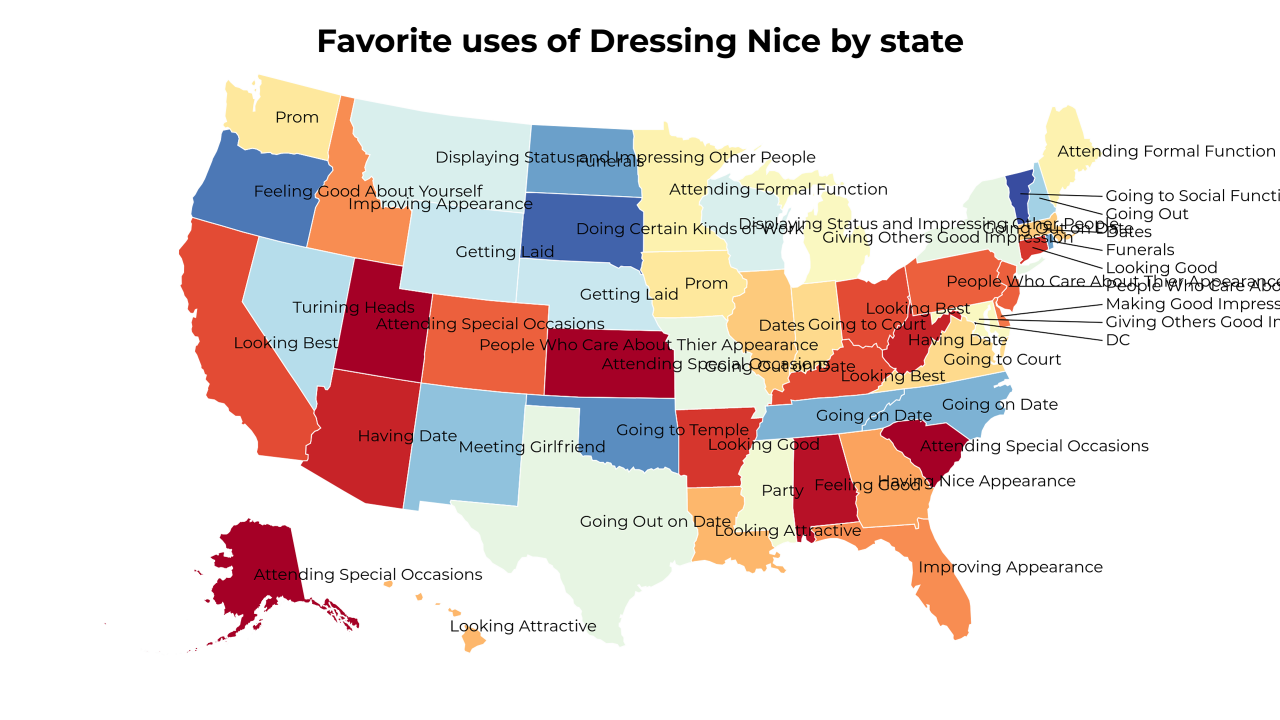 Favorite uses of Dressing Nice by state
Prom
Attending Formal Function
Displaying Status and Impressing Other People
Funerals
Feeling Good About Yourself
Attending Formal Function
Going to Social Functi
Improving Appearance
Going Out
Displaying Status and Impressing Other People
Doing Certain Kinds of Work
Going Out on Date
Dates
Giving Others Good Impression
Funerals
Getting Laid
Looking Good
People Who Care About Thier Appearance
People Who Care Abo
Prom
Getting Laid
Making Good Impress
Turining Heads
Looking Best
Attending Special Occasions
Dates
Going to Court
Giving Others Good In
Looking Best
People Who Care About Thier Appearance
Having Date
DC
Going to Court
Attending Special Occasions
Going Out on Date
Looking Best
Going on Date
Going on Date
Having Date
Meeting Girlfriend
Going to Temple
Looking Good
Attending Special Occasions
Party
Feeling Good
Having Nice Appearance
Going Out on Date
Looking Attractive
Improving Appearance
Attending Special Occasions
Looking Attractive